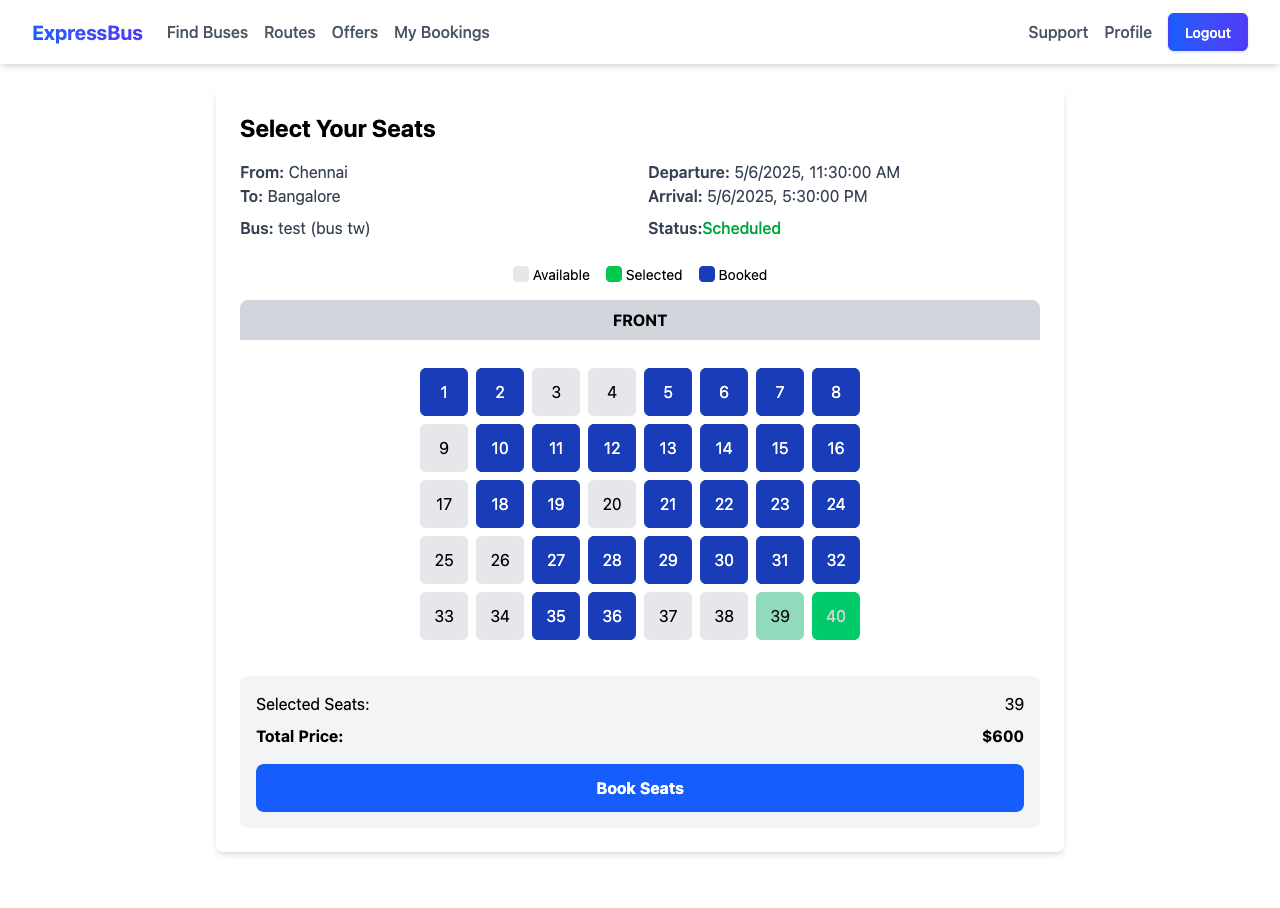 ExpressBus Find Buses Routes Offers My Bookings Support Profile Logout
Select Your Seats
From: Chennai Departure: 5/6/2025, 11:30:00 AM
To: Bangalore Arrival: 5/6/2025, 5:30:00 PM
Bus: test (bus tw) Status:Scheduled
Available Selected Booked
FRONT
1 2 3 4 5 6 7 8
9 10 11 12 13 14 15 16
17 18 19 20 21 22 23 24
25 26 27 28 29 30 31 32
33 34 35 36 37 38 39 40
Selected Seats: 39
Total Price: $600
Book Seats